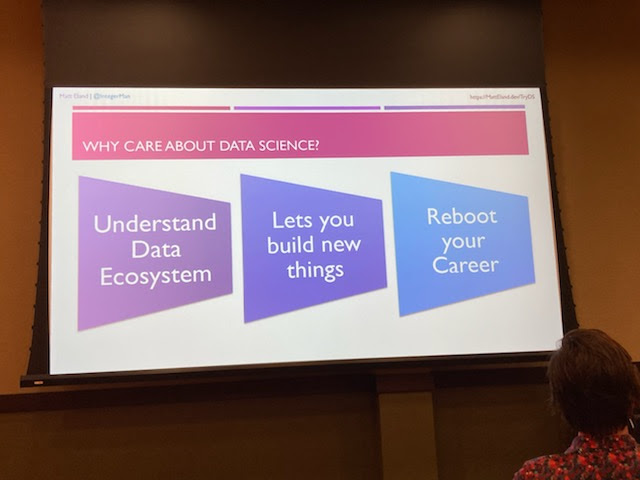 Matt Eland | @IntegerMan
https://MattEland.dev/TryDS
WHY CARE ABOUT DATA SCIENCE?
Understand
Data
Ecosystem
Lets you
build new
things
Reboot
your
Career